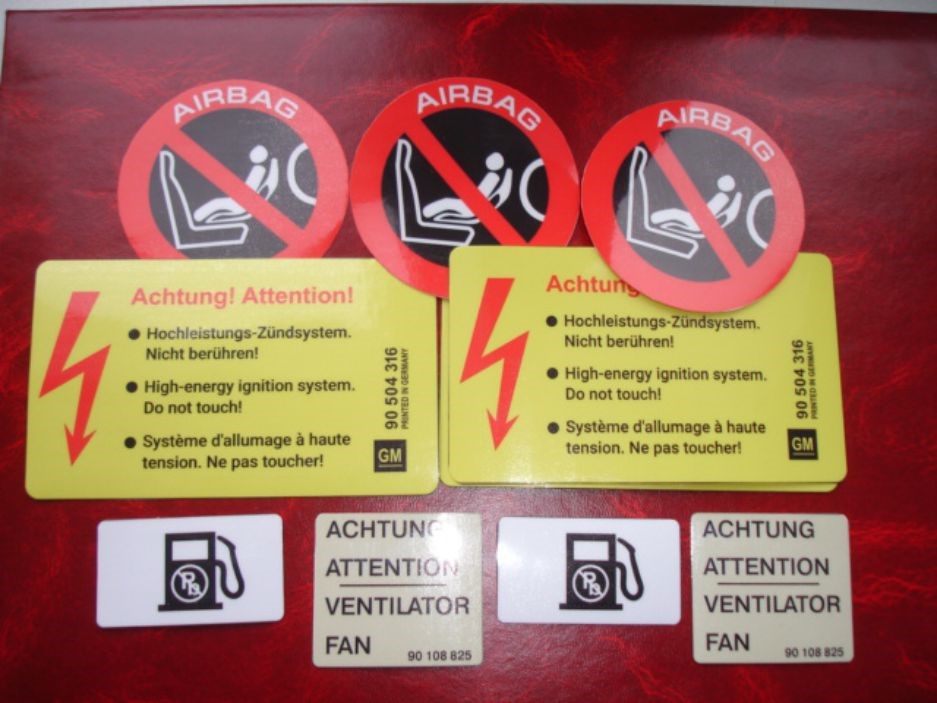 AIRBAG
AIRBAG
AIRBAG
Achtung! Attention!
● Hochleistungs-Zündsystem.
Nicht berühren!
● High-energy ignition system.
Do not touch!
● Système d'allumage à haute
tension. Ne pas toucher!
90 504 316
PRINTED IN GERMANY
GM
Achtung
● Hochleistungs-Zündsystem.
Nicht berühren!
● High-energy ignition system.
Do not touch!
● Système d'allumage à haute
tension. Ne pas toucher!
90 504 316
PRINTED IN GERMANY
GM
Pb
ACHTUNG
ATTENTION
VENTILATOR
FAN
90 108 825
Pb
ACHTUNG
ATTENTION
VENTILATOR
FAN
90 108 825